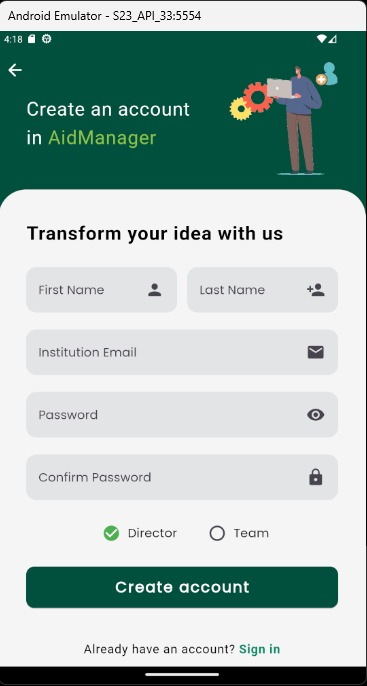 Android Emulator - S23_API_33:5554
4:18
Create an account
in AidManager
Transform your idea with us
First Name
Last Name
Institution Email
Password
Confirm Password
Director
Team
Create account
Already have an account? Sign in